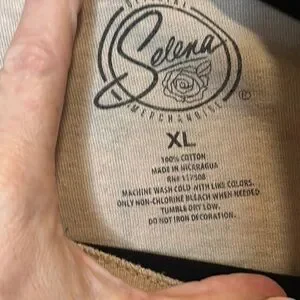 OFFICIAL
Selena
MERCHANDISE
®
XL
100% COTTON
MADE IN NICARAGUA
RN# 117508
MACHINE WASH COLD WITH LIKE COLORS.
ONLY NON-CHLORINE BLEACH WHEN NEEDED.
TUMBLE DRY LOW.
DO NOT IRON DECORATION.